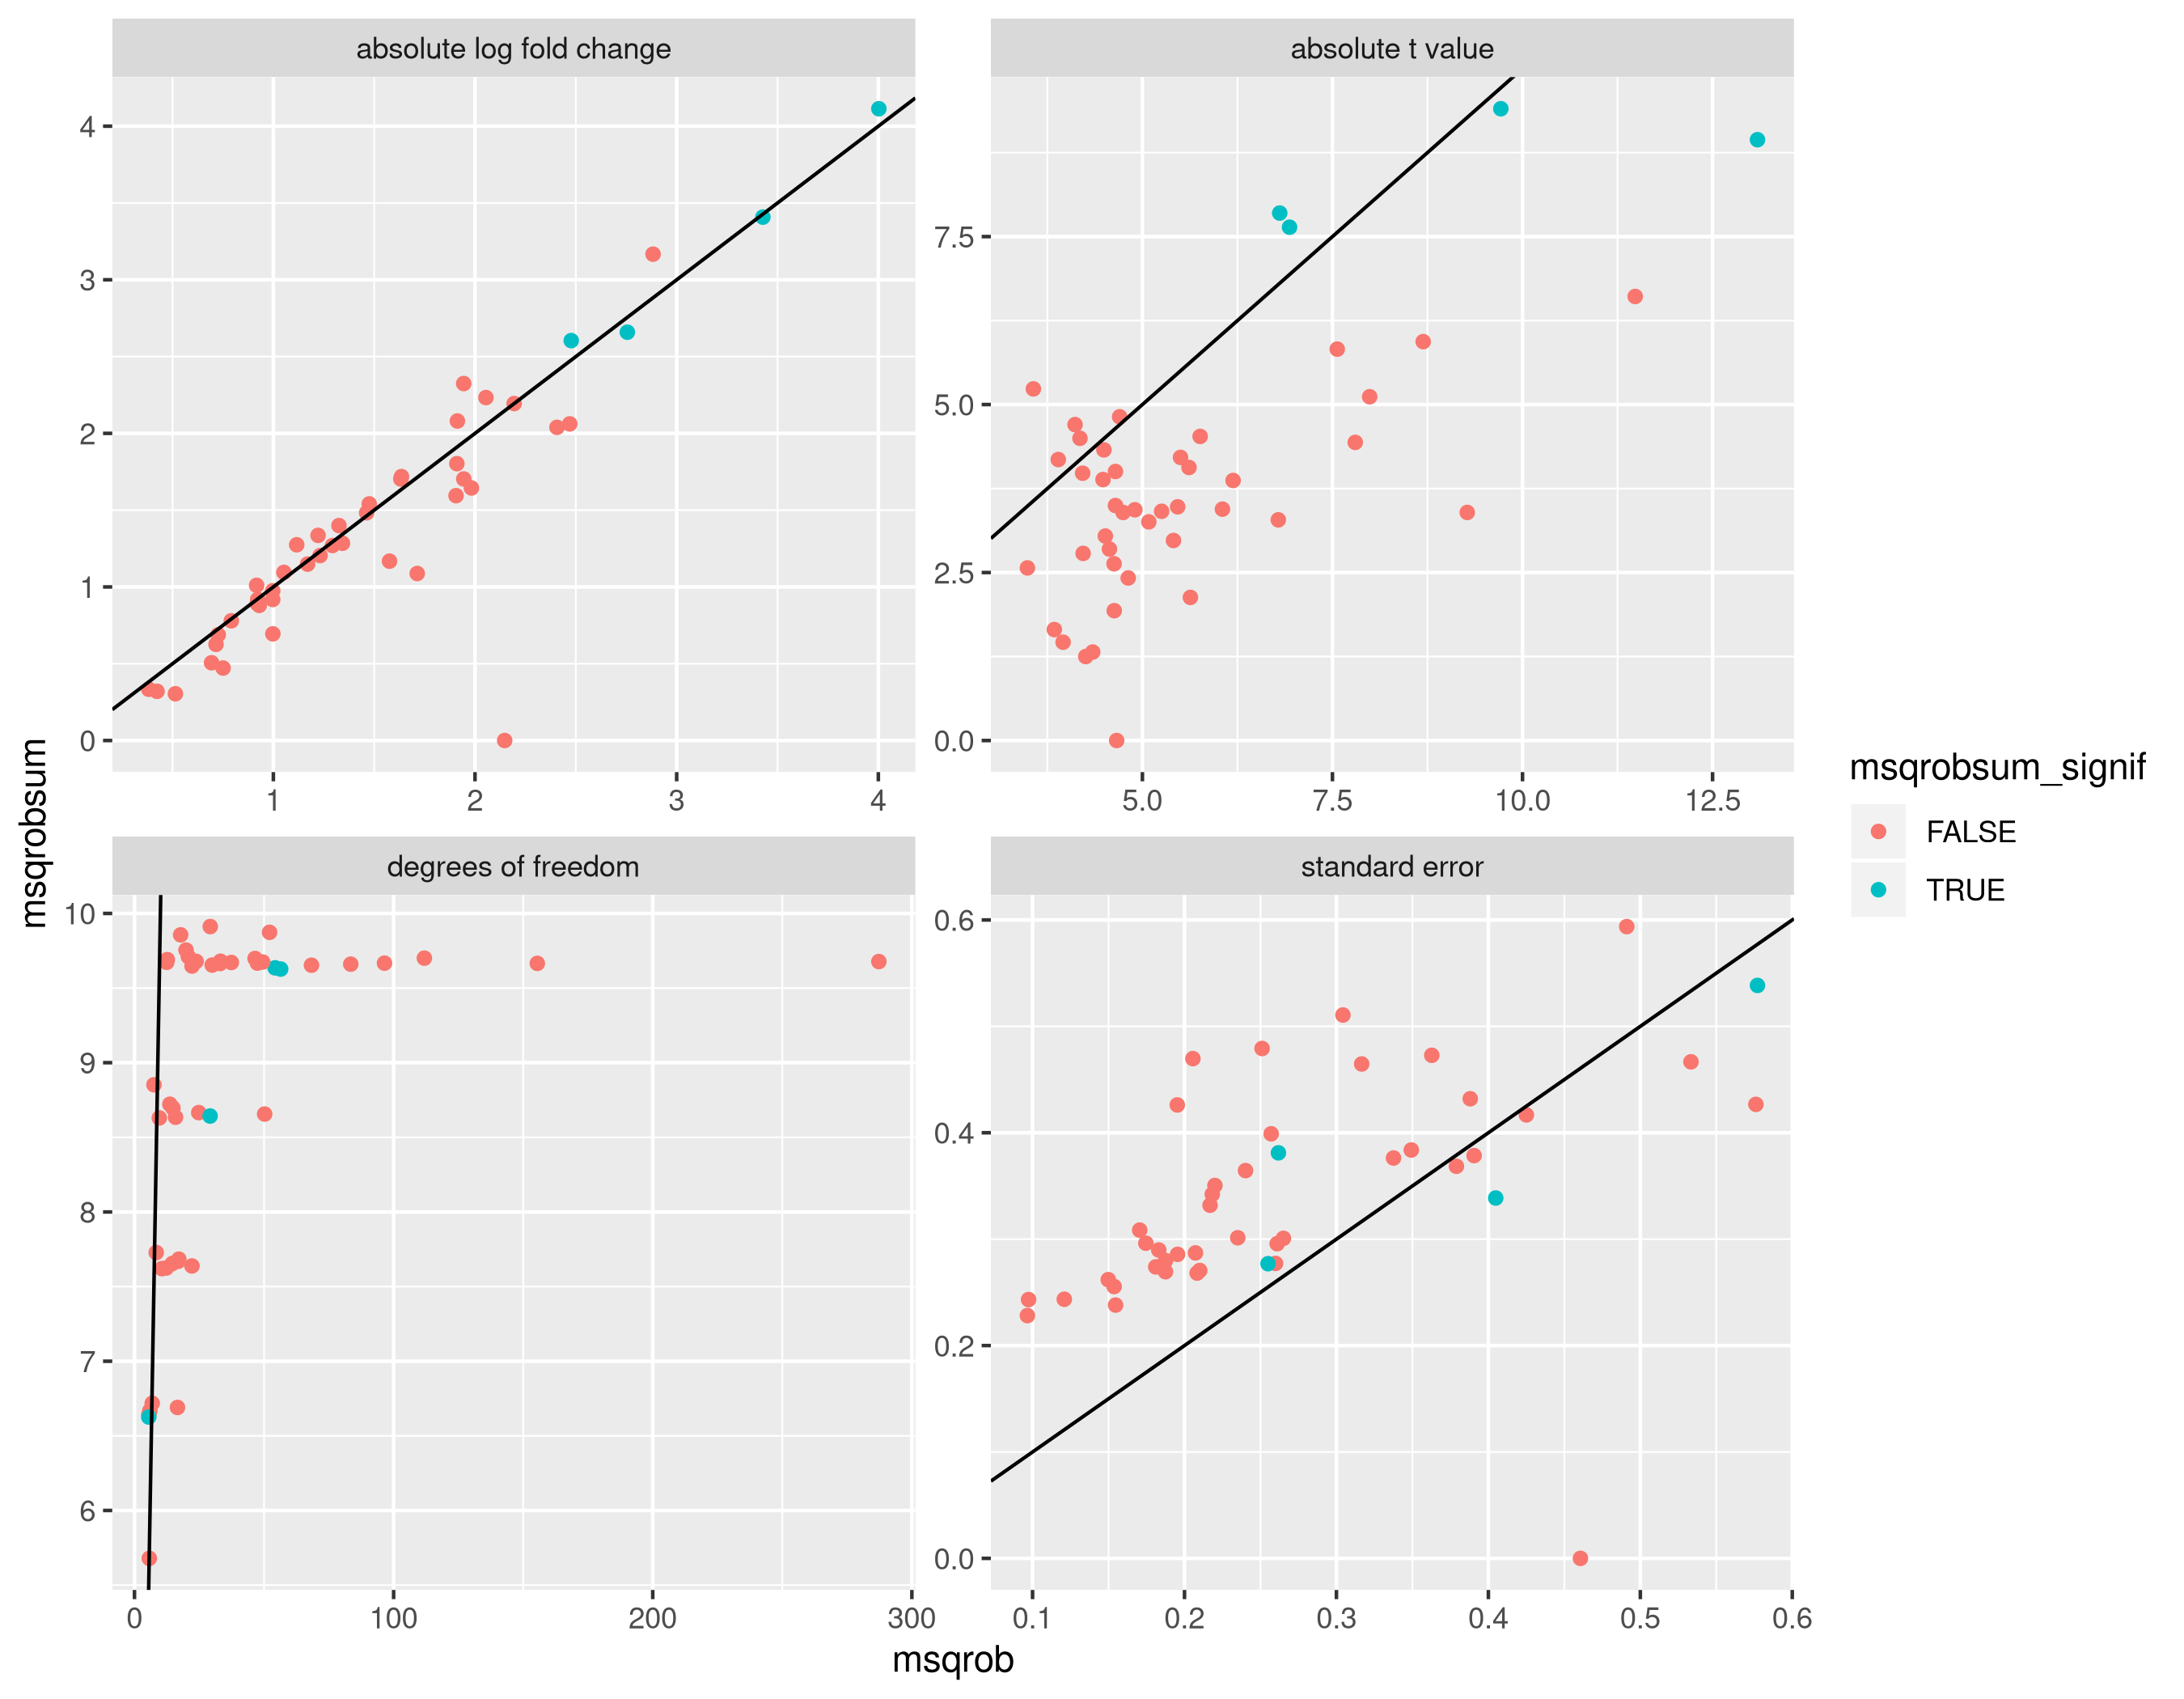 absolute log fold change
absolute t value
4
3
2
1
0
1 2 3 4
7.5
5.0
2.5
0.0
5.0 7.5 10.0 12.5
degrees of freedom
standard error
10
9
8
7
6
0 100 200 300
0.6
0.4
0.2
0.0
0.1 0.2 0.3 0.4 0.5 0.6
msqrobsum
msqrob
msqrobsum_signif
FALSE
TRUE